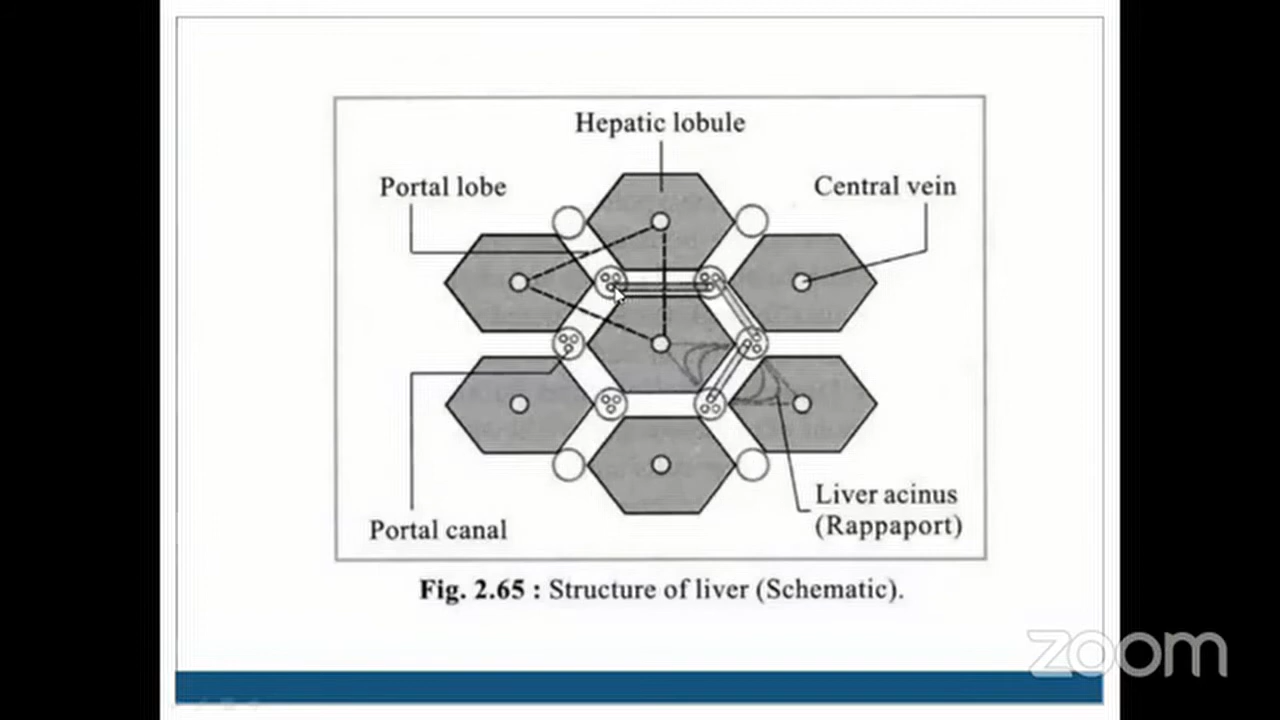 Hepatic lobule
Portal lobe
Central vein
Liver acinus
(Rappaport)
Portal canal
Fig. 2.65 : Structure of liver (Schematic).
zoom